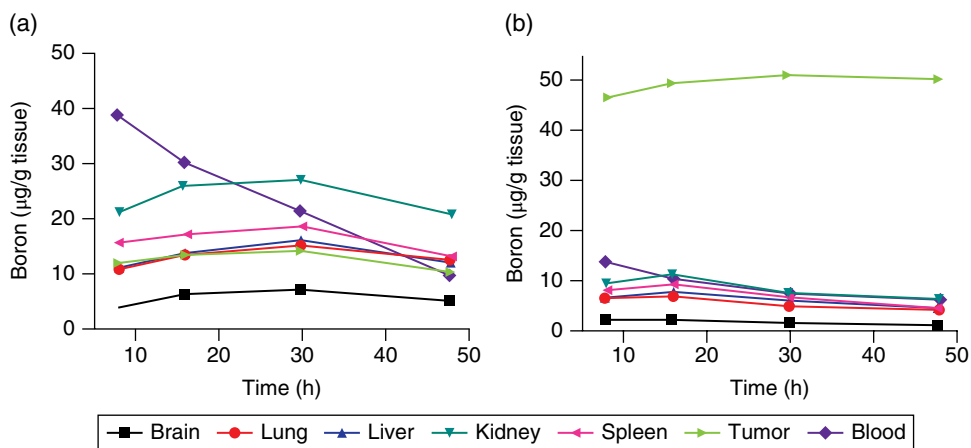 (a)
50
40
30
20
10
0
Boron (μg/g tissue)
10 20 30 40 50
Time (h)
(b)
50
40
30
20
10
0
Boron (μg/g tissue)
10 20 30 40 50
Time (h)
Brain Lung Liver Kidney Spleen Tumor Blood